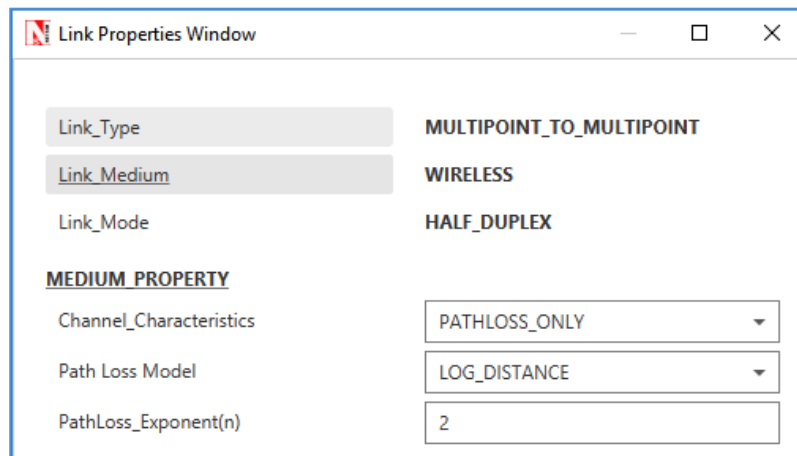 Link Properties Window
Link_Type MULTIPOINT_TO_MULTIPOINT
Link_Medium WIRELESS
Link_Mode HALF_DUPLEX
MEDIUM_PROPERTY
Channel_Characteristics PATHLOSS_ONLY
Path Loss Model LOG_DISTANCE
PathLoss_Exponent(n) 2